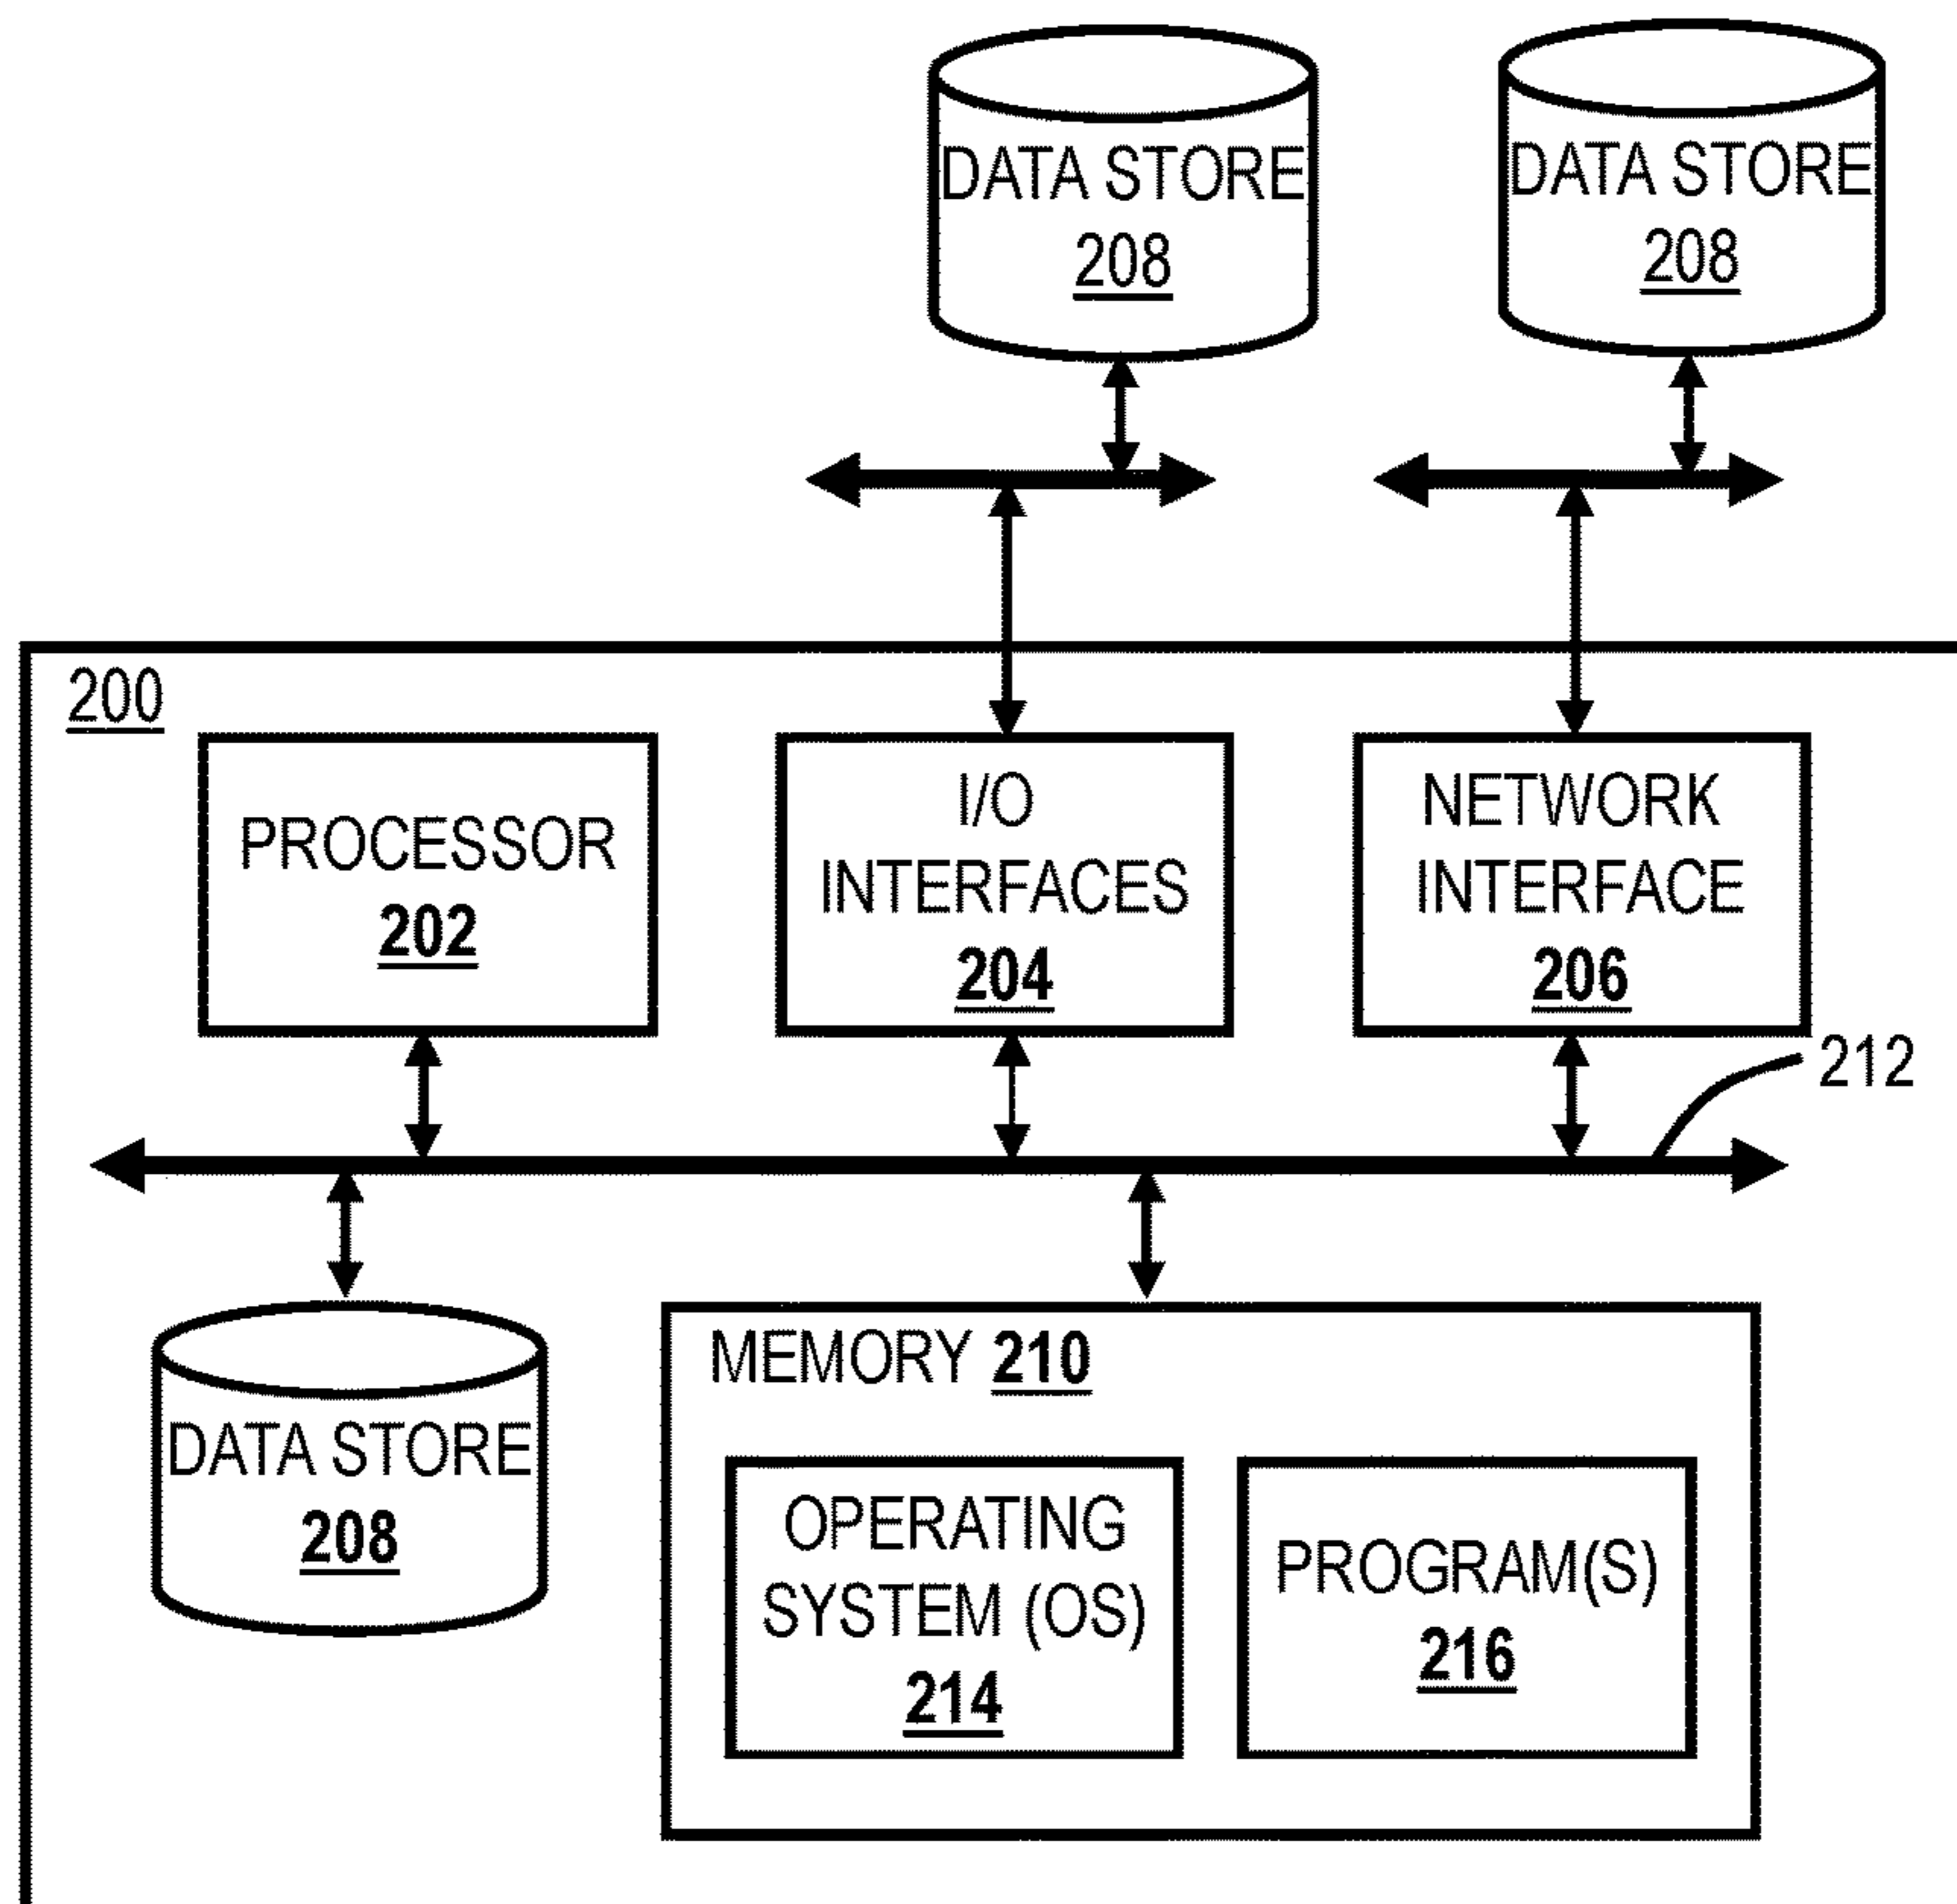 DATA STORE
208
DATA STORE
208
200
PROCESSOR
202
I/O
INTERFACES
204
NETWORK
INTERFACE
206
212
DATA STORE
208
MEMORY 210
OPERATING
SYSTEM (OS)
214
PROGRAM(S)
216